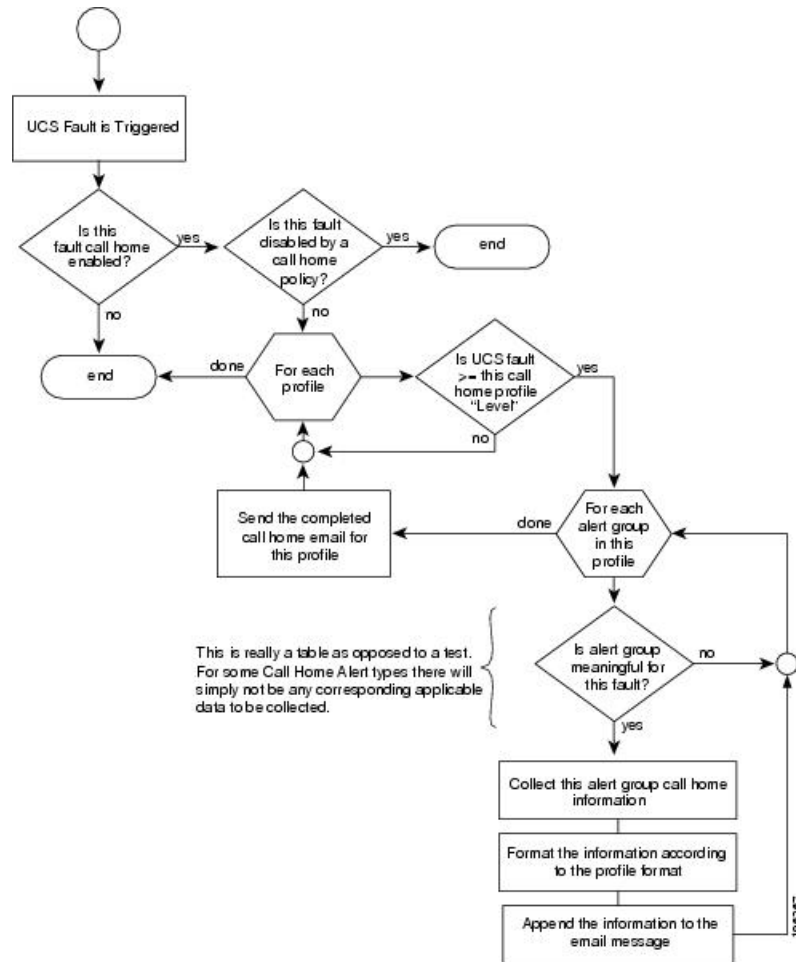 UCS Fault is Triggered
Is this
fault call home
enabled?
yes
Is this fault
disabled by a
call home
policy?
yes
end
no
no
end
done
For each
profile
Is UCS fault
>= this call
home profile
"Level"
yes
no
Send the completed
call home email for
this profile
done
For each
alert group
in this
profile
This is really a table as opposed to a test.
For some Call Home Alert types there will
simply not be any corresponding applicable
data to be collected.
Is alert group
meaningful for
this fault?
no
yes
Collect this alert group call home
information
Format the information according
to the profile format
Append the information to the
email message